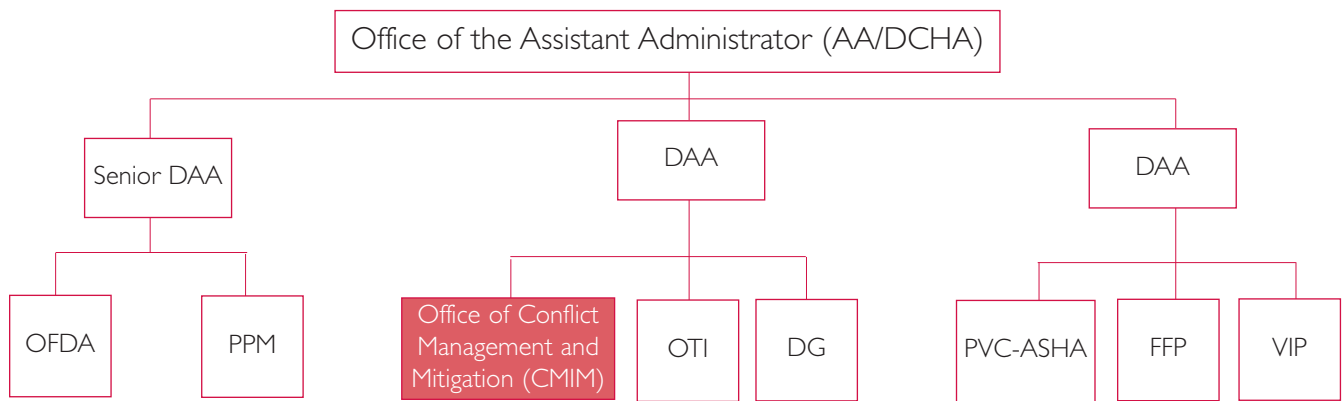 Office of the Assistant Administrator (AA/DCHA)
Senior DAA
DAA
DAA
OFDA
PPM
Office of Conflict
Management and
Mitigation (CMIM)
OTI
DG
PVC-ASHA
FFP
VIP